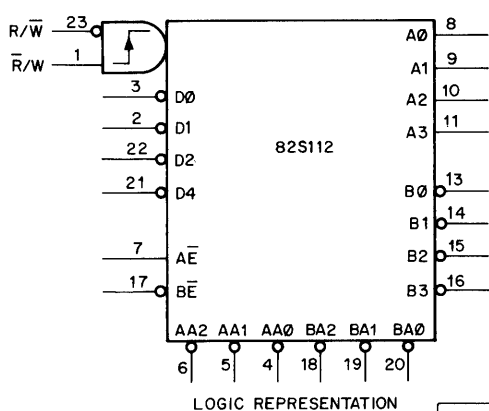 R/W̅ 23
R̅/W 1
3 D0
2 D1
22 D2
21 D4
7 AE̅
17 BE̅
82S112
A0 8
A1 9
A2 10
A3 11
B0 13
B1 14
B2 15
B3 16
AA2 AA1 AA0 BA2 BA1 BA0
6 5 4 18 19 20
LOGIC REPRESENTATION